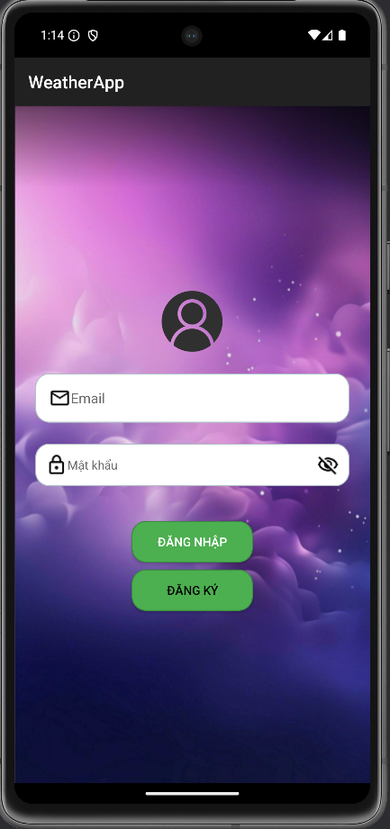 1:14
WeatherApp
Email
Mật khẩu
ĐĂNG NHẬP
ĐĂNG KÝ